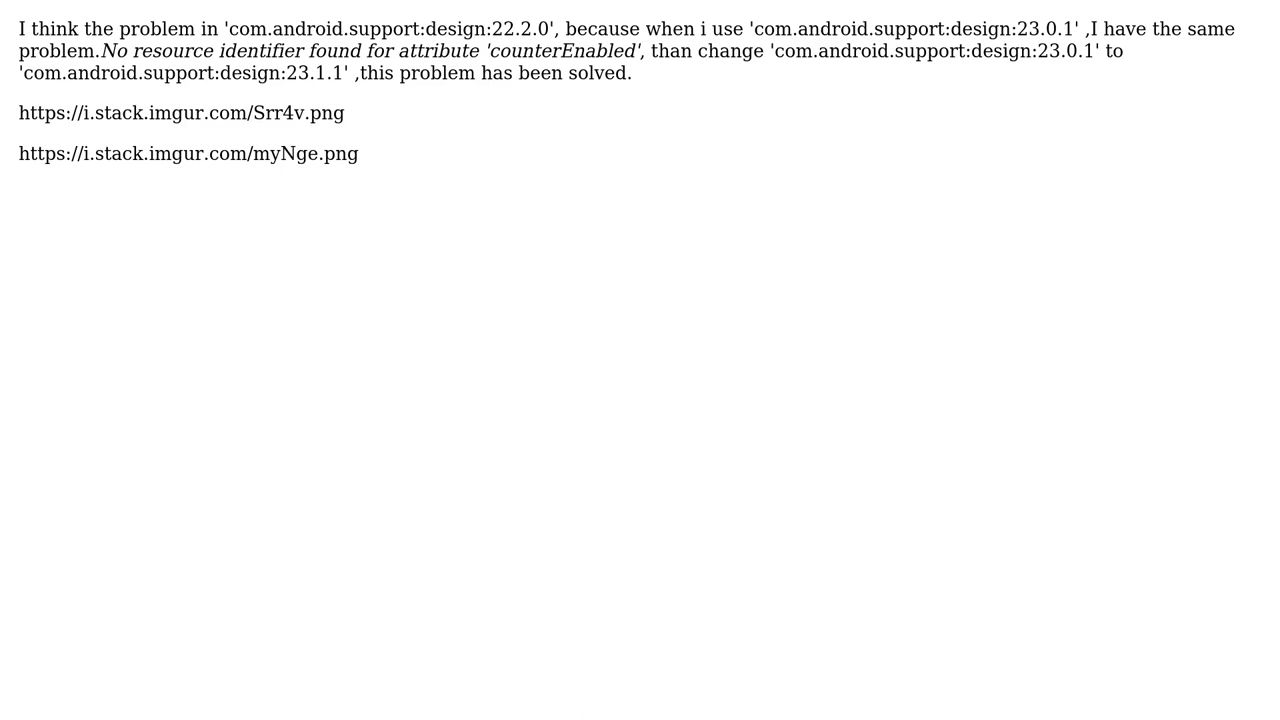 I think the problem in 'com.android.support:design:22.2.0', because when i use 'com.android.support:design:23.0.1' ,I have the same
problem.No resource identifier found for attribute 'counterEnabled', than change 'com.android.support:design:23.0.1' to
'com.android.support:design:23.1.1' ,this problem has been solved.
https://i.stack.imgur.com/Srr4v.png
https://i.stack.imgur.com/myNge.png